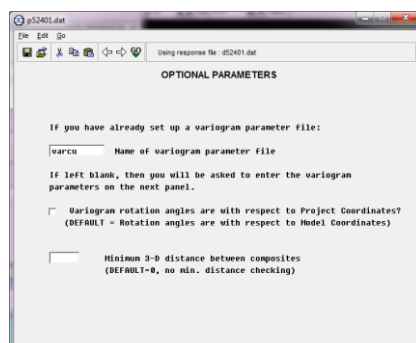 p52401.dat
File Edit Go
Using response file : d52401.dat
OPTIONAL PARAMETERS
If you have already set up a variogram parameter file:
varcu Name of variogram parameter file
If left blank, then you will be asked to enter the variogram
parameters on the next panel.
Variogram rotation angles are with respect to Project Coordinates?
(DEFAULT = Rotation angles are with respect to Model Coordinates)
Minimum 3-D distance between composites
(DEFAULT=0, no min. distance checking)